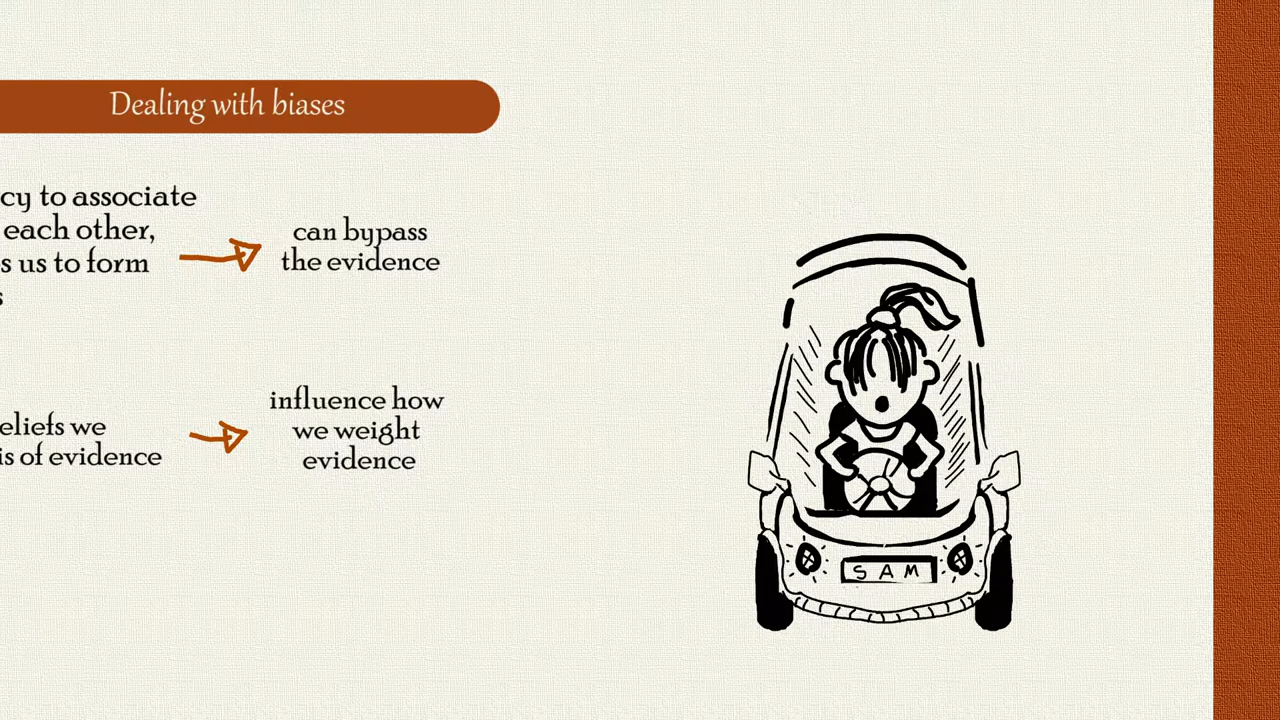 Dealing with biases
cy to associate
each other,
s us to form
s
can bypass
the evidence
eliefs we
is of evidence
influence how
we weight
evidence
SAM